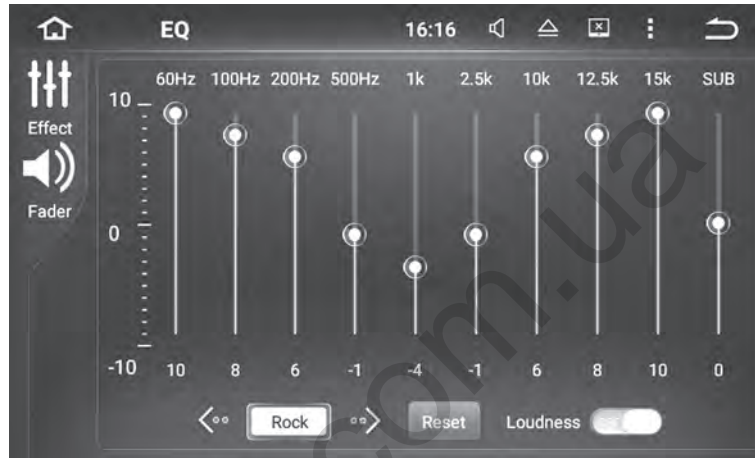 EQ 16:16
Effect
Fader
60Hz 100Hz 200Hz 500Hz 1k 2.5k 10k 12.5k 15k SUB
10
0
-10
10 8 6 -1 -4 -1 6 8 10 0
Rock Reset Loudness
com.ua